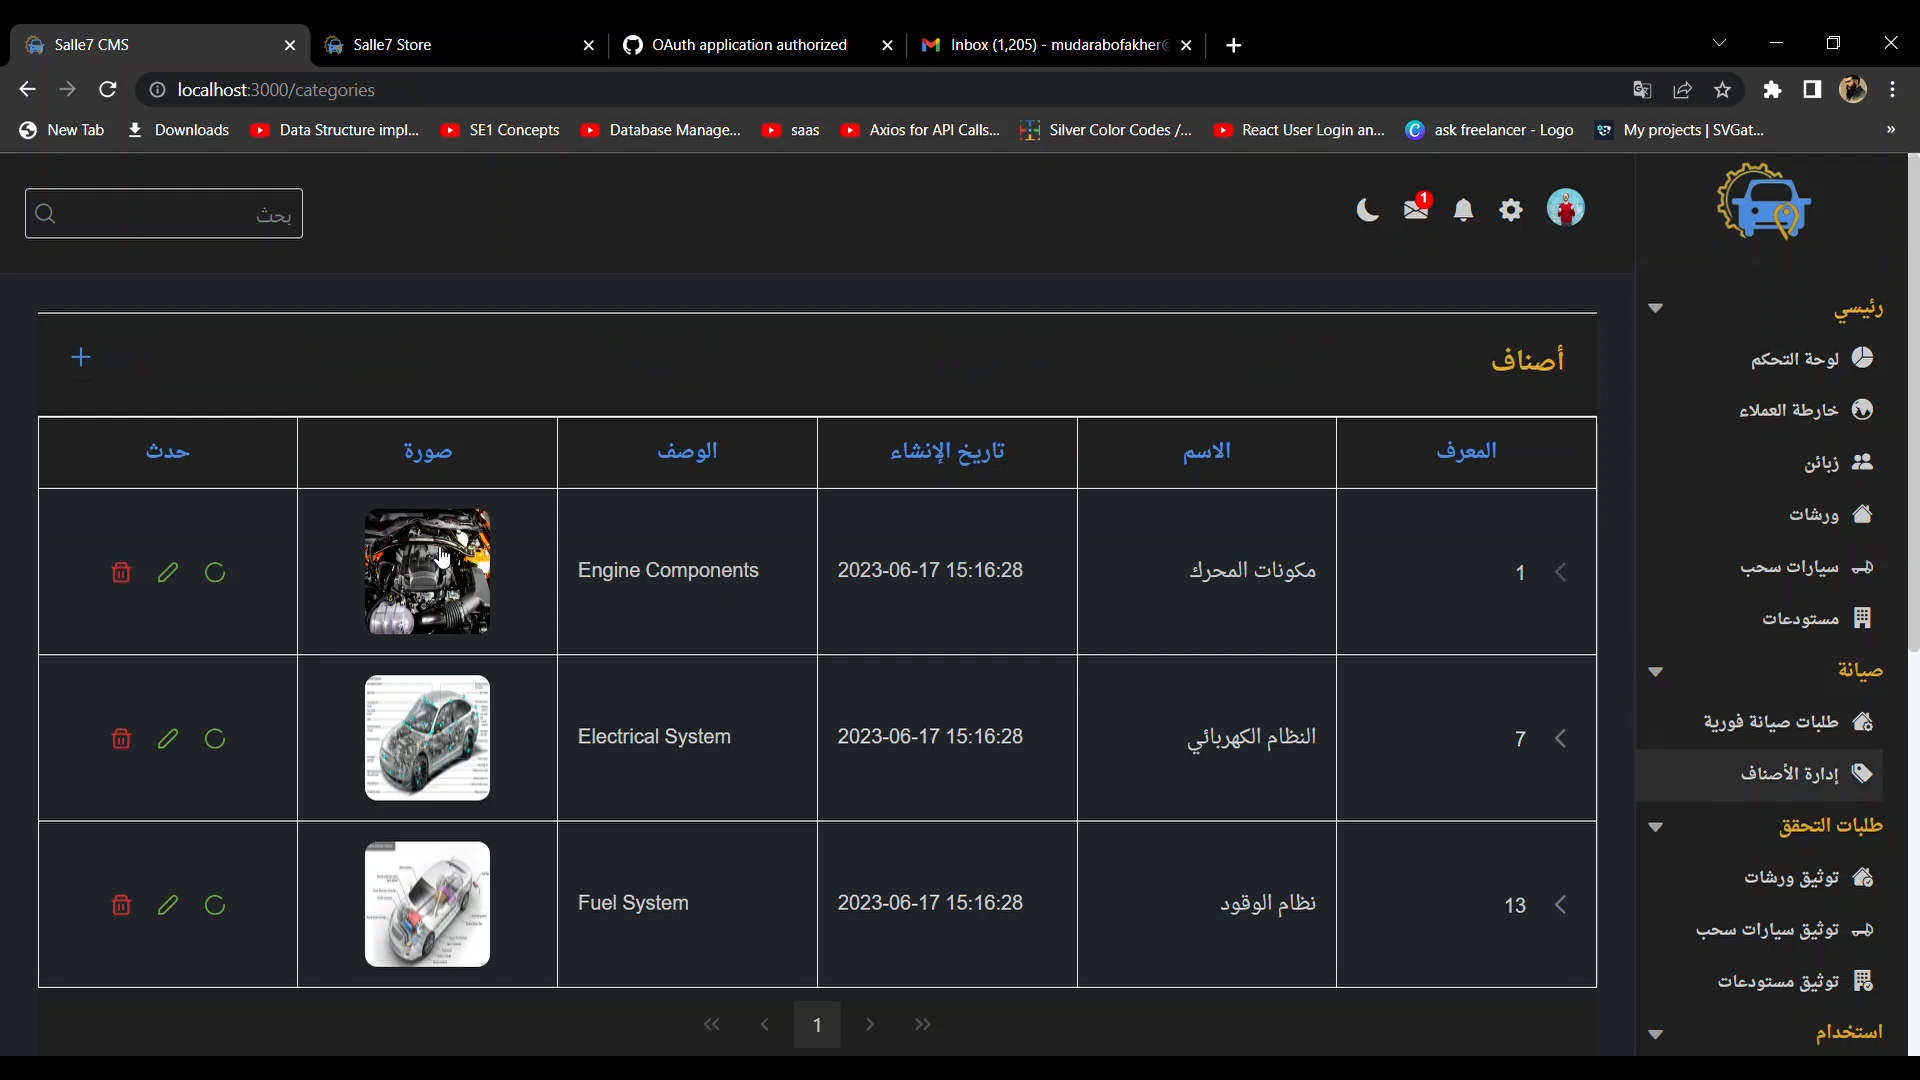 Salle7 CMS
Salle7 Store
OAuth application authorized
Inbox (1,205) - mudarabofakher@
localhost:3000/categories
New Tab
Downloads
Data Structure impl...
SE1 Concepts
Database Manage...
saas
Axios for API Calls...
Silver Color Codes /...
React User Login an...
ask freelancer - Logo
My projects | SVGat...
»
بحث
1
رئيسي
لوحة التحكم
خارطة العملاء
زبائن
ورشات
سيارات سحب
مستودعات
صيانة
طلبات صيانة فورية
إدارة الأصناف
طلبات التحقق
توثيق ورشات
توثيق سيارات سحب
توثيق مستودعات
استخدام
أصناف
المعرف الاسم تاريخ الإنشاء الوصف صورة حدث
1 مكونات المحرك 2023-06-17 15:16:28 Engine Components
7 النظام الكهربائي 2023-06-17 15:16:28 Electrical System
13 نظام الوقود 2023-06-17 15:16:28 Fuel System
1